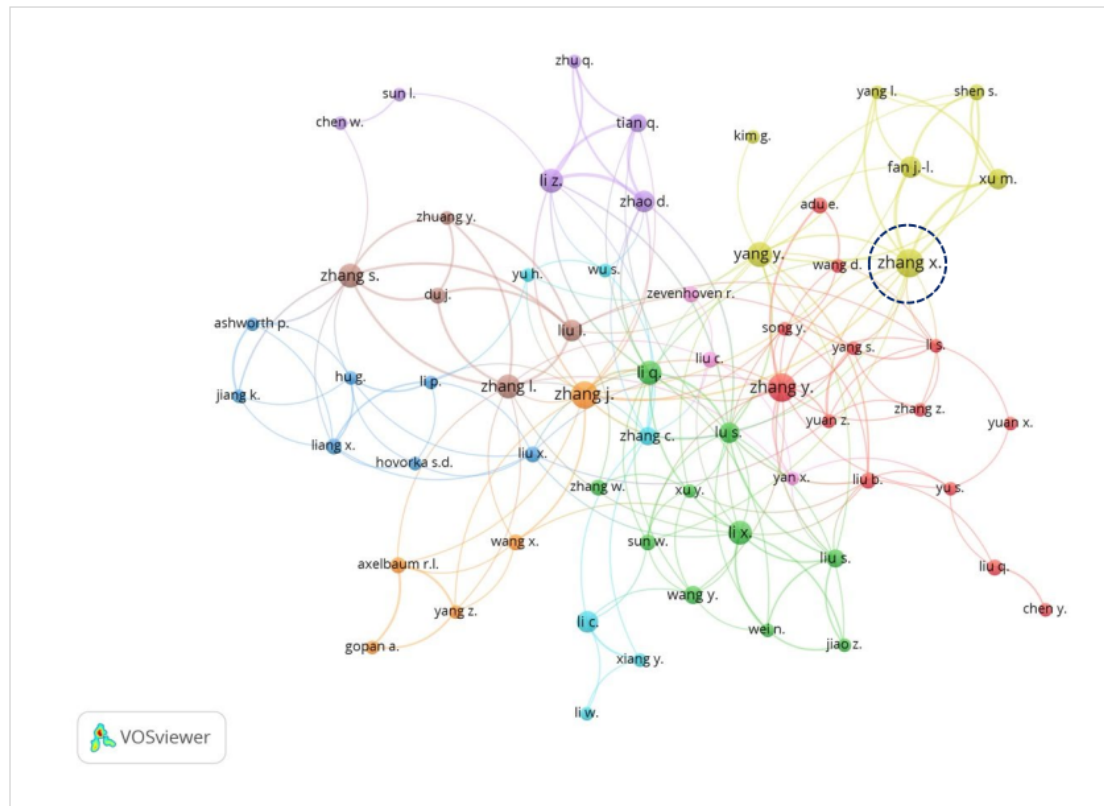 zhu q.
sun l.
yang l.
shen s.
chen w.
tian q.
kim g.
fan j.-l.
xu m.
li z.
zhao d.
adu e.
zhuang y.
yang y.
zhang x.
zhang s.
yu h.
wu s.
wang d.
du j.
zevenhoven r.
ashworth p.
liu l.
song y.
li s.
yang s.
liu c.
hu g.
li p.
li q.
jiang k.
zhang l.
zhang j.
zhang y.
zhang z.
yuan z.
yuan x.
liang x.
zhang c.
lu s.
hovorka s.d.
liu x.
zhang w.
xu y.
yan x.
liu b.
yu s.
wang x.
sun w.
li x.
liu s.
axelbaum r.l.
liu q.
yang z.
wang y.
chen y.
gopan a.
li c.
wei n.
jiao z.
xiang y.
li w.
VOSviewer